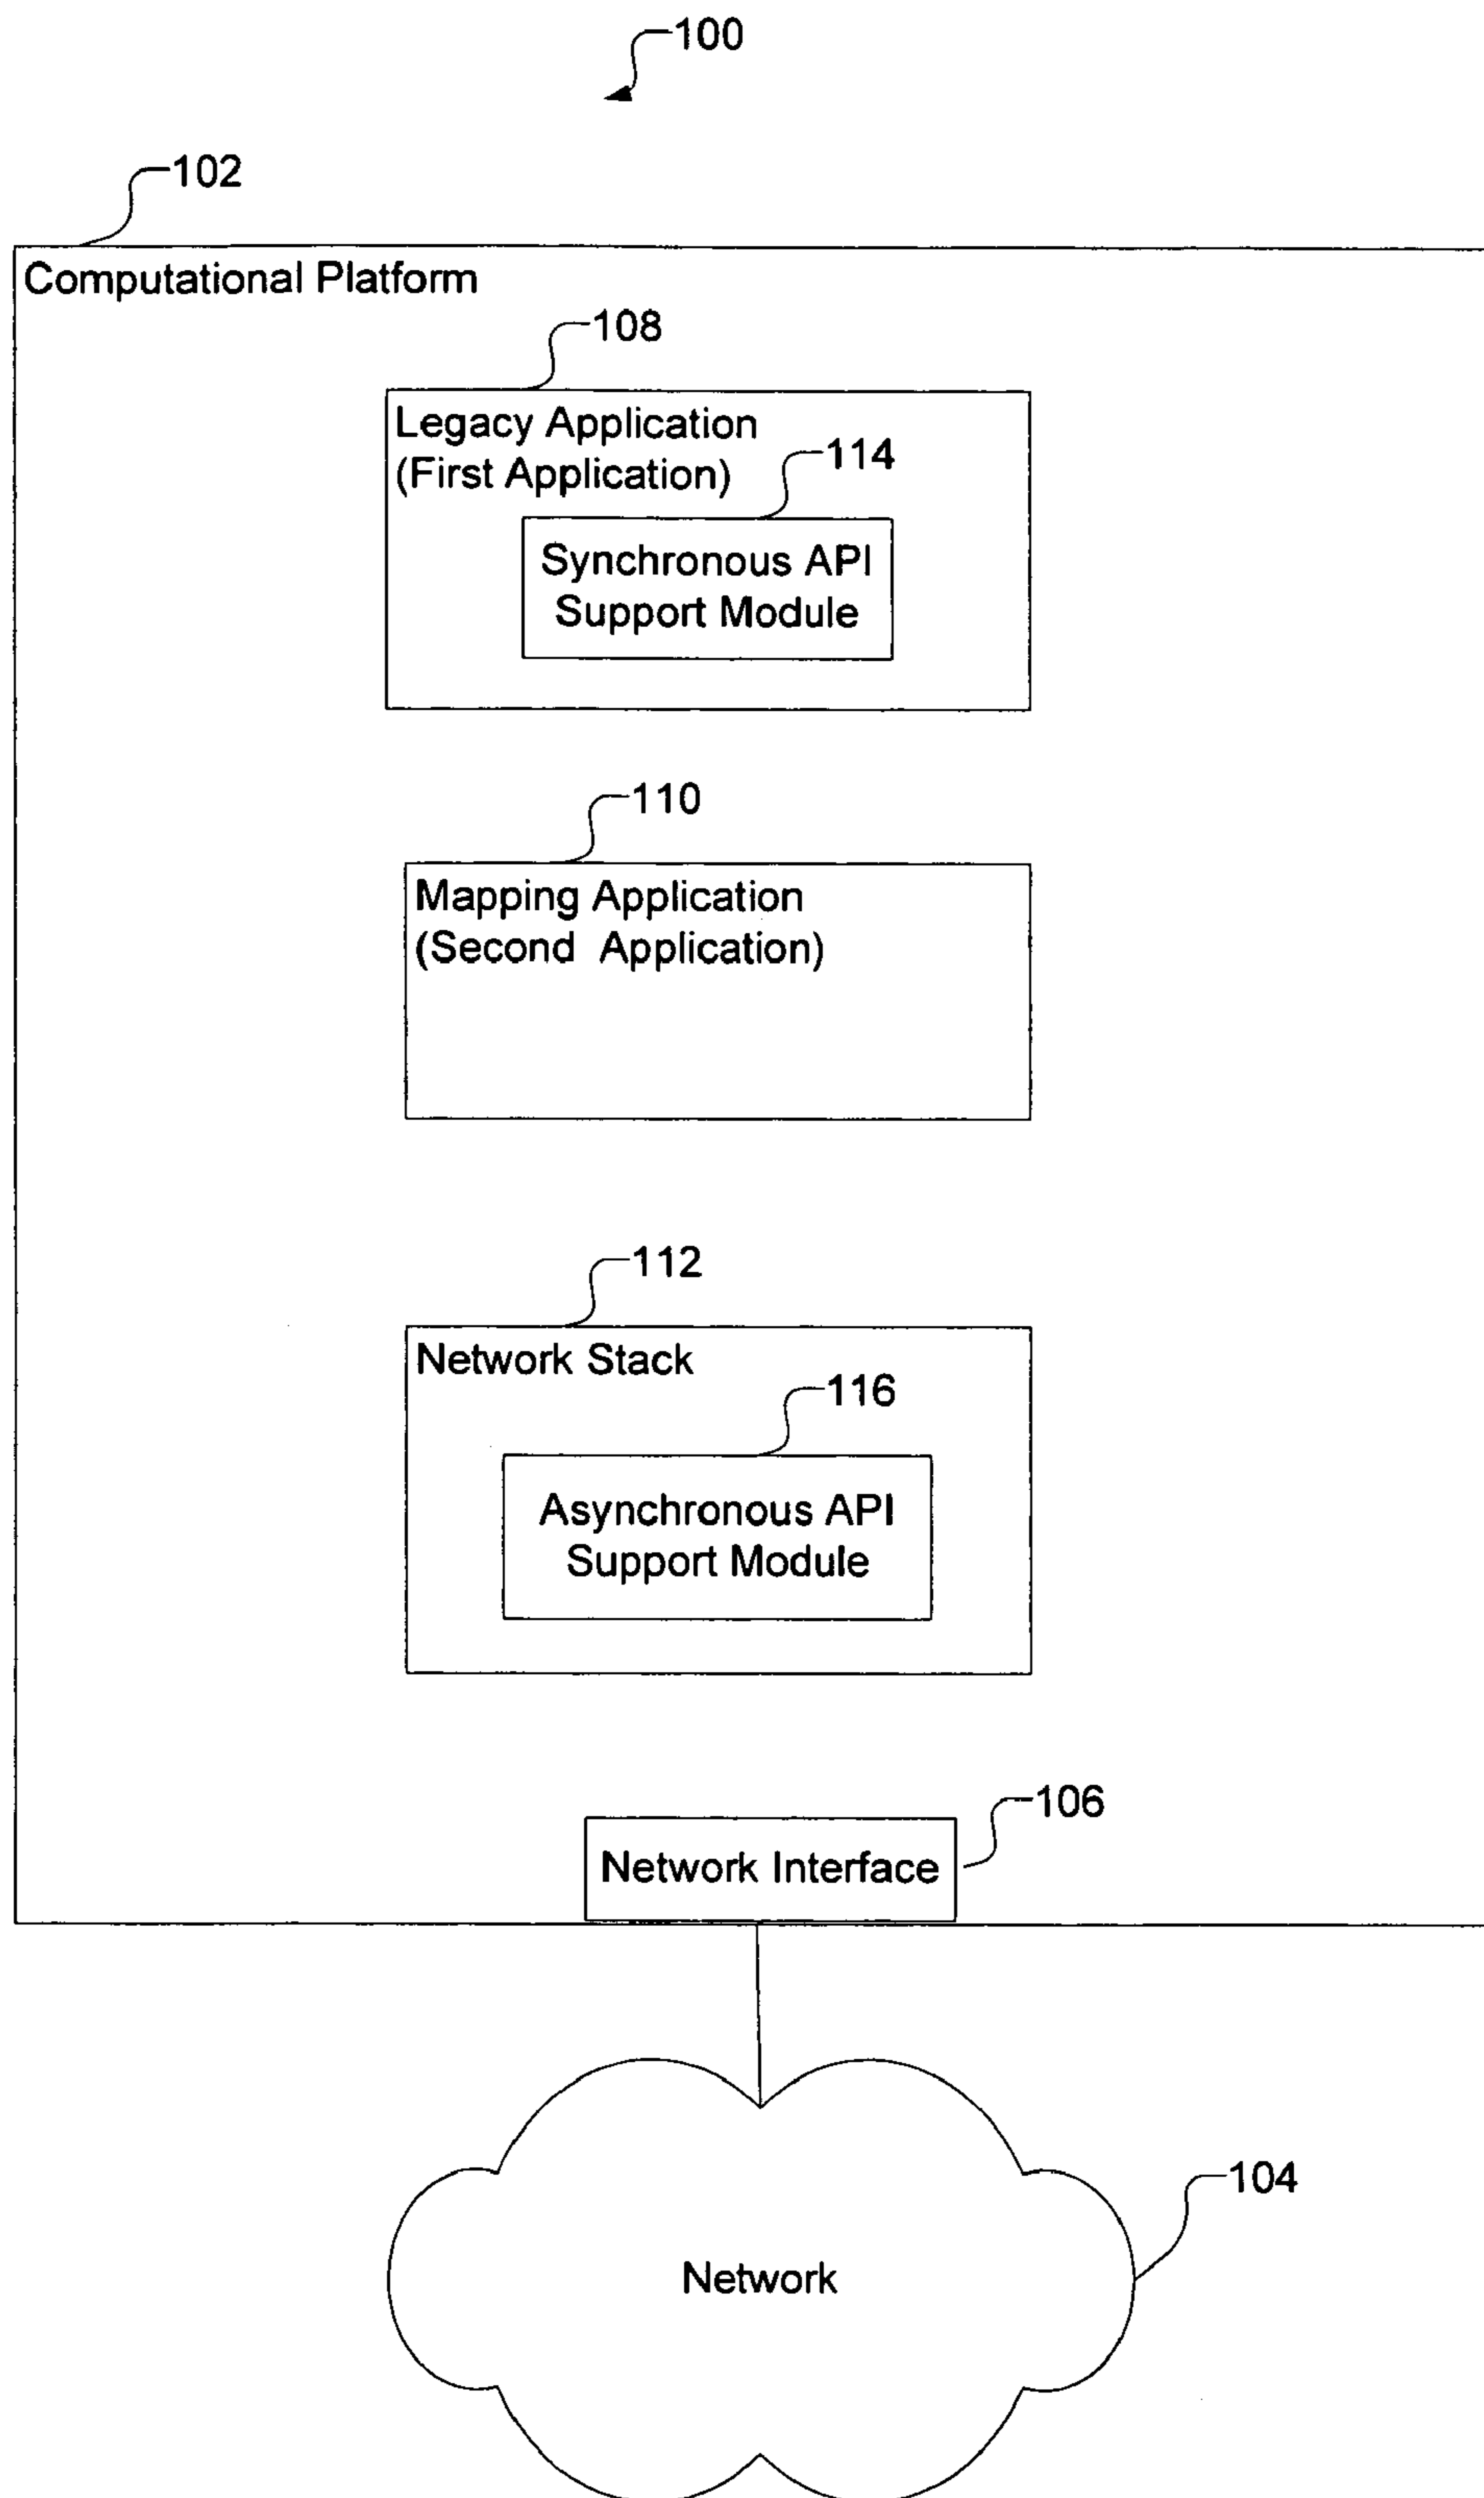 100
102
Computational Platform
108
Legacy Application
(First Application)
114
Synchronous API
Support Module
110
Mapping Application
(Second Application)
112
Network Stack
116
Asynchronous API
Support Module
106
Network Interface
104
Network